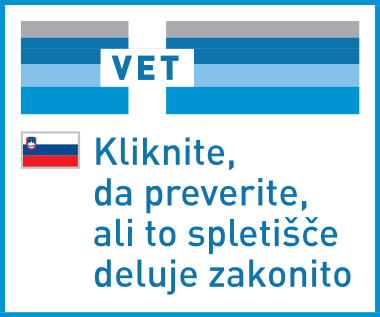 VET
Kliknite,
da preverite,
ali to spletišče
deluje zakonito